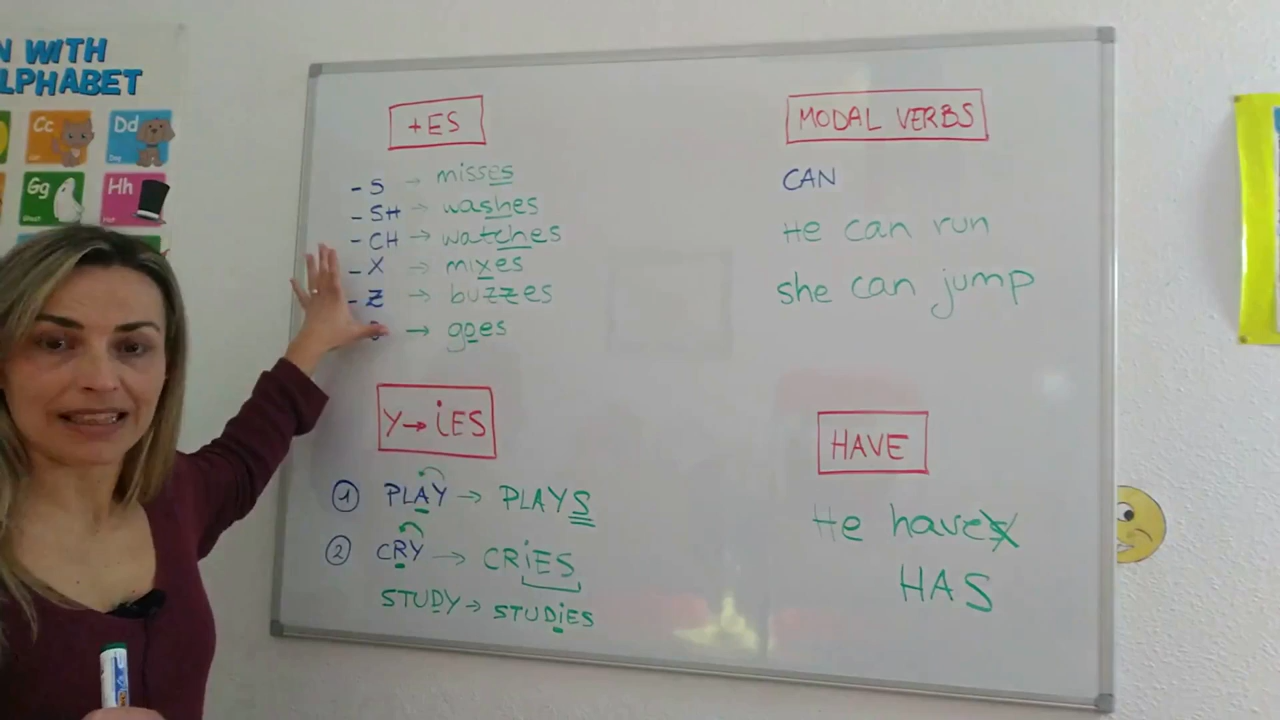 N WITH
LPHABET
Cc
Dd
Gg
Hh
+ES
- S → misses
- SH → washes
- CH → watches
- X → mixes
- Z → buzzes
→ goes
Y→iES
1 PLAY → PLAYS
2 CRY → CRiES
STUDY → STUDiES
MODAL VERBS
CAN
He can run
she can jump
HAVE
He haves
HAS